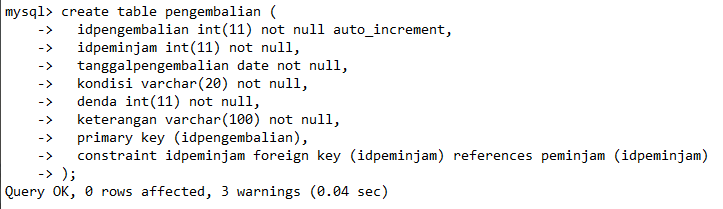 mysql> create table pengembalian (
    ->   idpengembalian int(11) not null auto_increment,
    ->   idpeminjam int(11) not null,
    ->   tanggalpengembalian date not null,
    ->   kondisi varchar(20) not null,
    ->   denda int(11) not null,
    ->   keterangan varchar(100) not null,
    ->   primary key (idpengembalian),
    ->   constraint idpeminjam foreign key (idpeminjam) references peminjam (idpeminjam)
    -> );
Query OK, 0 rows affected, 3 warnings (0.04 sec)